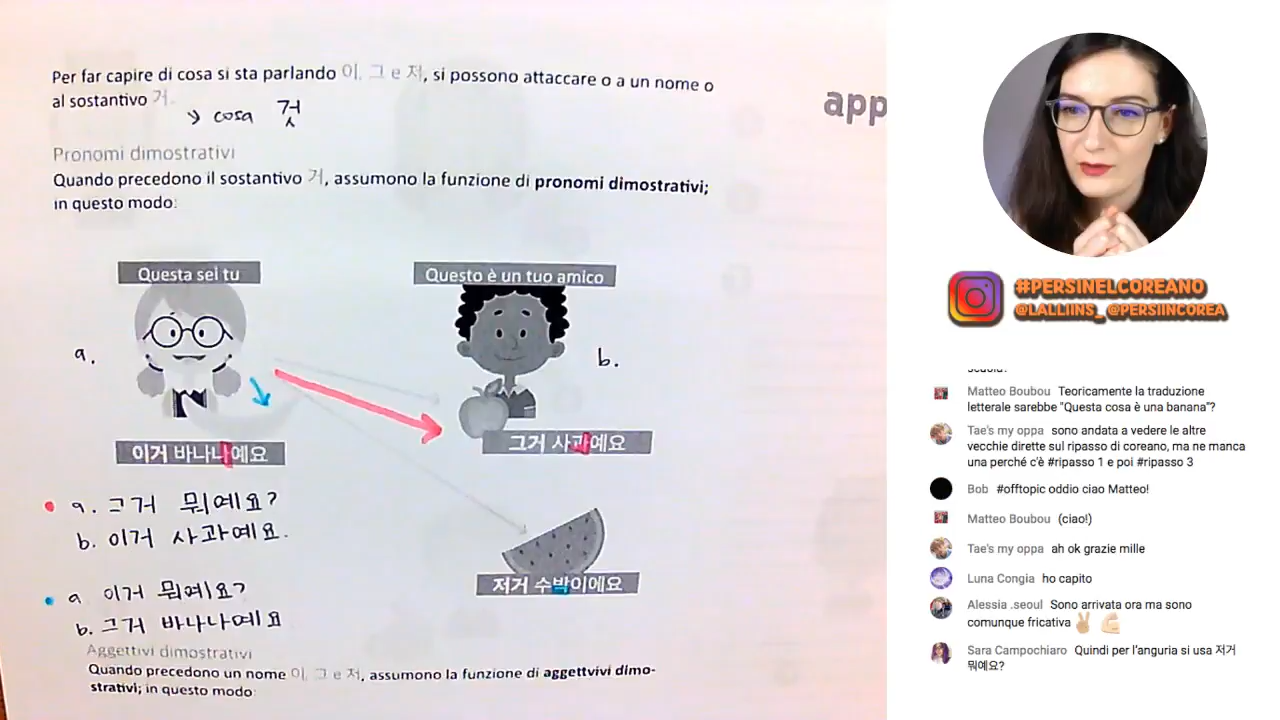 Per far capire di cosa si sta parlando 이, 그 e 저, si possono attaccare o a un nome o
al sostantivo 거.
↘ cosa 것
Pronomi dimostrativi
Quando precedono il sostantivo 거, assumono la funzione di pronomi dimostrativi;
in questo modo:
Questa sei tu
Questo è un tuo amico
a.
b.
이거 바나나예요
그거 사과예요
a. 그거 뭐예요?
b. 이거 사과예요.
저거 수박이에요
a 이거 뭐예요?
b. 그거 바나나예요
Aggettivi dimostrativi
Quando precedono un nome 이, 그 e 저, assumono la funzione di aggettvivi dimo-
strativi; in questo modo:
app
#PERSINELCOREANO
@LALLIINS_ @PERSIINCOREA
Matteo Boubou Teoricamente la traduzione
letterale sarebbe "Questa cosa è una banana"?
Tae's my oppa sono andata a vedere le altre
vecchie dirette sul ripasso di coreano, ma ne manca
una perché c'è #ripasso 1 e poi #ripasso 3
Bob #offtopic oddio ciao Matteo!
Matteo Boubou (ciao!)
Tae's my oppa ah ok grazie mille
Luna Congia ho capito
Alessia .seoul Sono arrivata ora ma sono
comunque fricativa ✌🏼💪🏻
Sara Campochiaro Quindi per l'anguria si usa 저거
뭐예요?